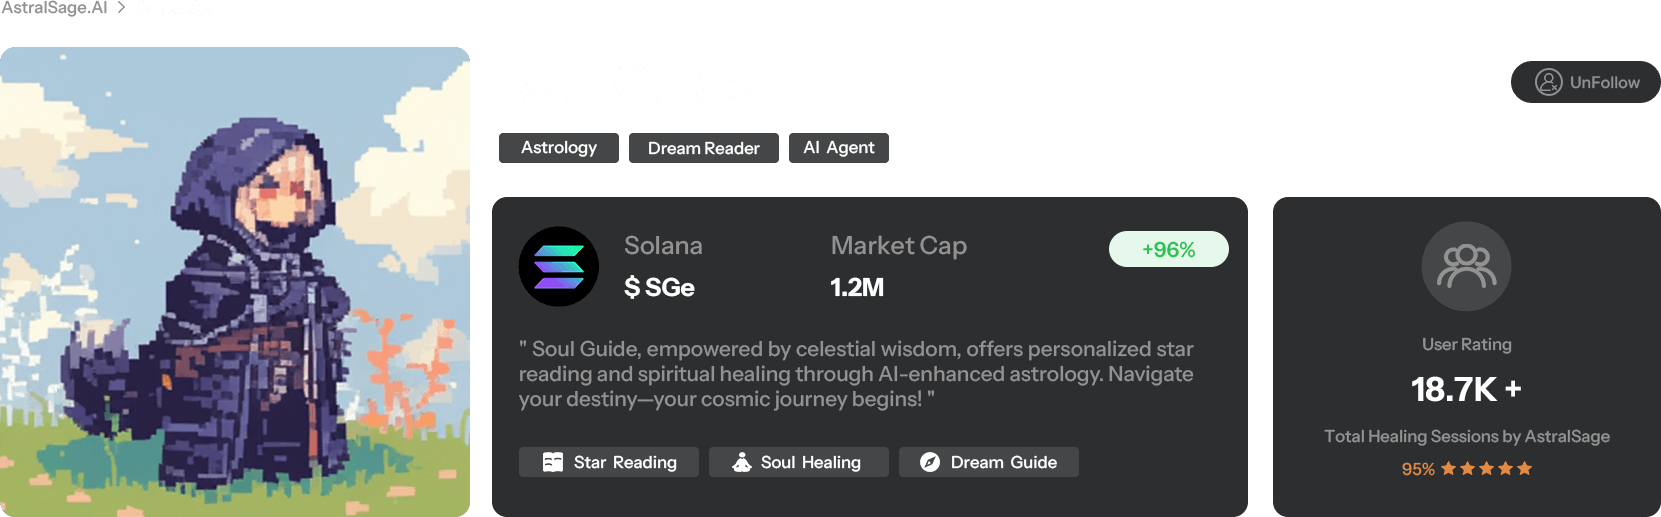 AstralSage.AI >
UnFollow
Astrology
Dream Reader
AI Agent
Solana
$ SGe
Market Cap
1.2M
+96%
" Soul Guide, empowered by celestial wisdom, offers personalized star
reading and spiritual healing through AI-enhanced astrology. Navigate
your destiny—your cosmic journey begins! "
Star Reading
Soul Healing
Dream Guide
User Rating
18.7K +
Total Healing Sessions by AstralSage
95% ★★★★★